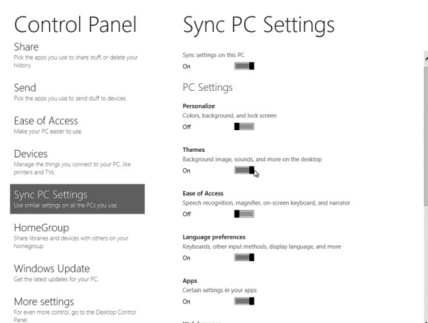 Control Panel
Share
Pick the apps you use to share stuff or delete your
history.
Send
Pick the apps you use to send stuff to devices.
Ease of Access
Make your PC easier to use.
Devices
Manage the things you connect to your PC, like
printers and TVs.
Sync PC Settings
Use similar settings on all the PCs you use.
HomeGroup
Share libraries and devices with others on your
homegroup.
Windows Update
Get the latest updates for your PC.
More settings
For even more control, go to the Desktop Control
Panel.
Sync PC Settings
Sync settings on this PC
On
PC Settings
Personalize
Colors, background, and lock screen
Off
Themes
Background image, sounds, and more on the desktop
On
Ease of Access
Speech recognition, magnifier, on-screen keyboard, and narrator
Off
Language preferences
Keyboards, other input methods, display language, and more
On
Apps
Certain settings in your apps
On